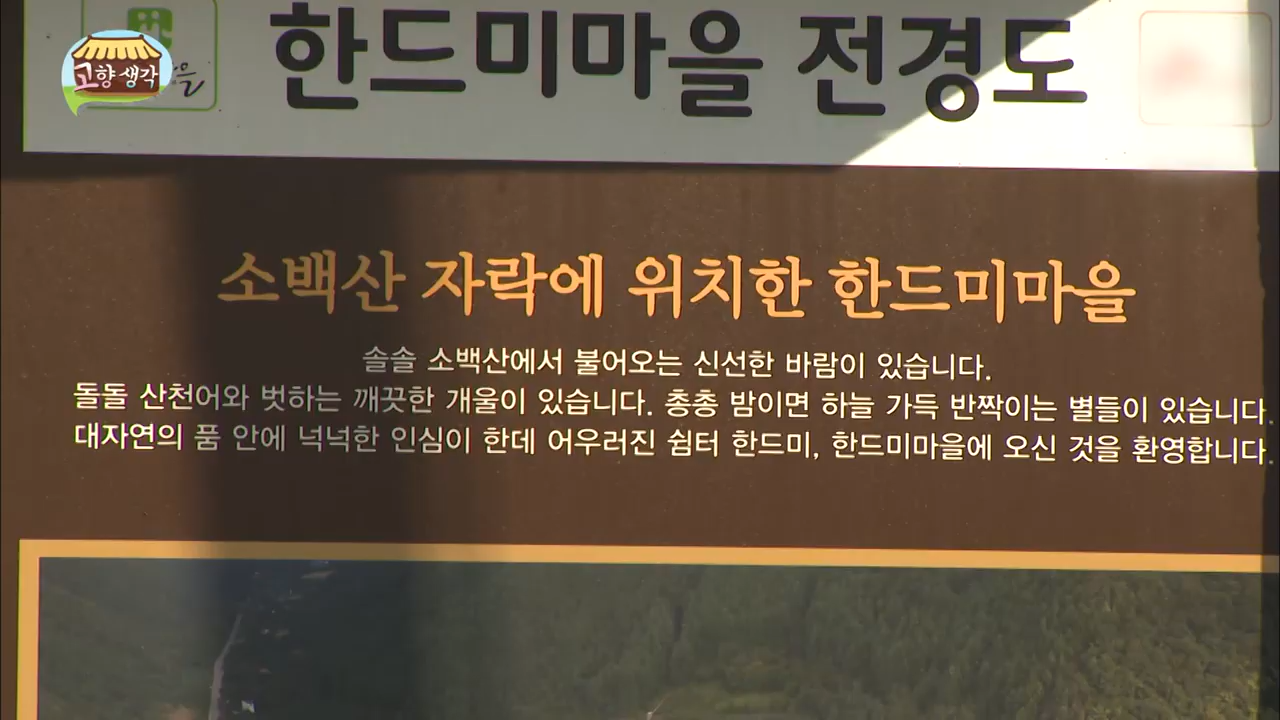 한드미마을 전경도
고향 생각
소백산 자락에 위치한 한드미마을
솔솔 소백산에서 불어오는 신선한 바람이 있습니다.
돌돌 산천어와 벗하는 깨끗한 개울이 있습니다. 총총 밤이면 하늘 가득 반짝이는 별들이 있습니다.
대자연의 품 안에 넉넉한 인심이 한데 어우러진 쉼터 한드미, 한드미마을에 오신 것을 환영합니다.